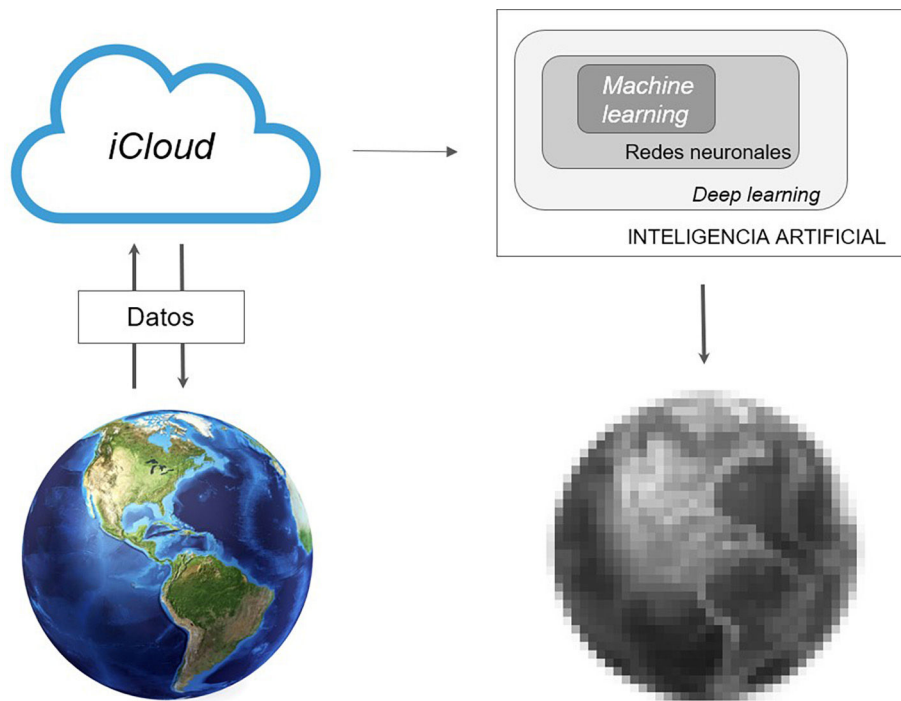 iCloud
Datos
Machine
learning
Redes neuronales
Deep learning
INTELIGENCIA ARTIFICIAL